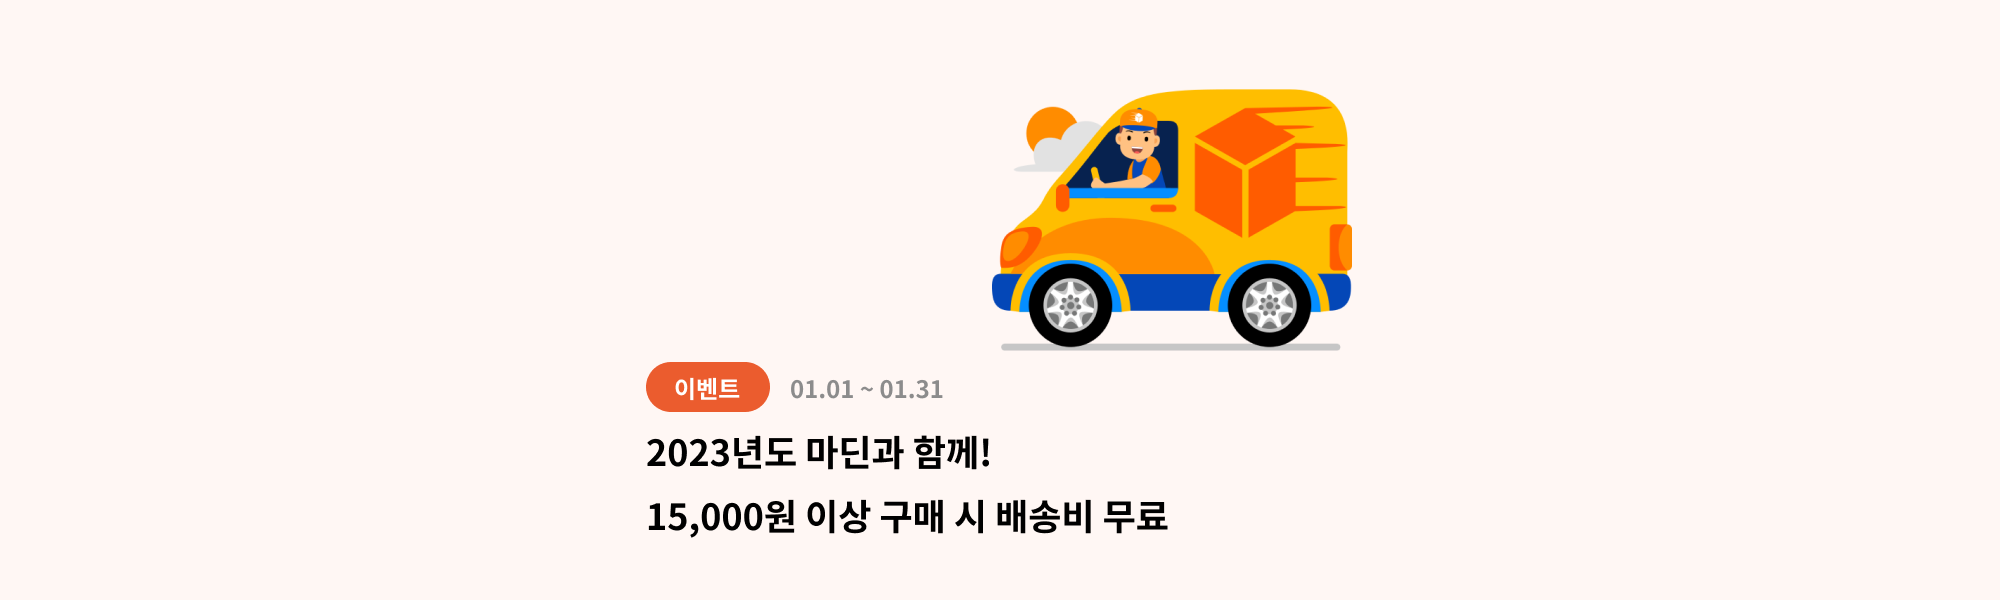 이벤트 01.01 ~ 01.31
2023년도 마딘과 함께!
15,000원 이상 구매 시 배송비 무료